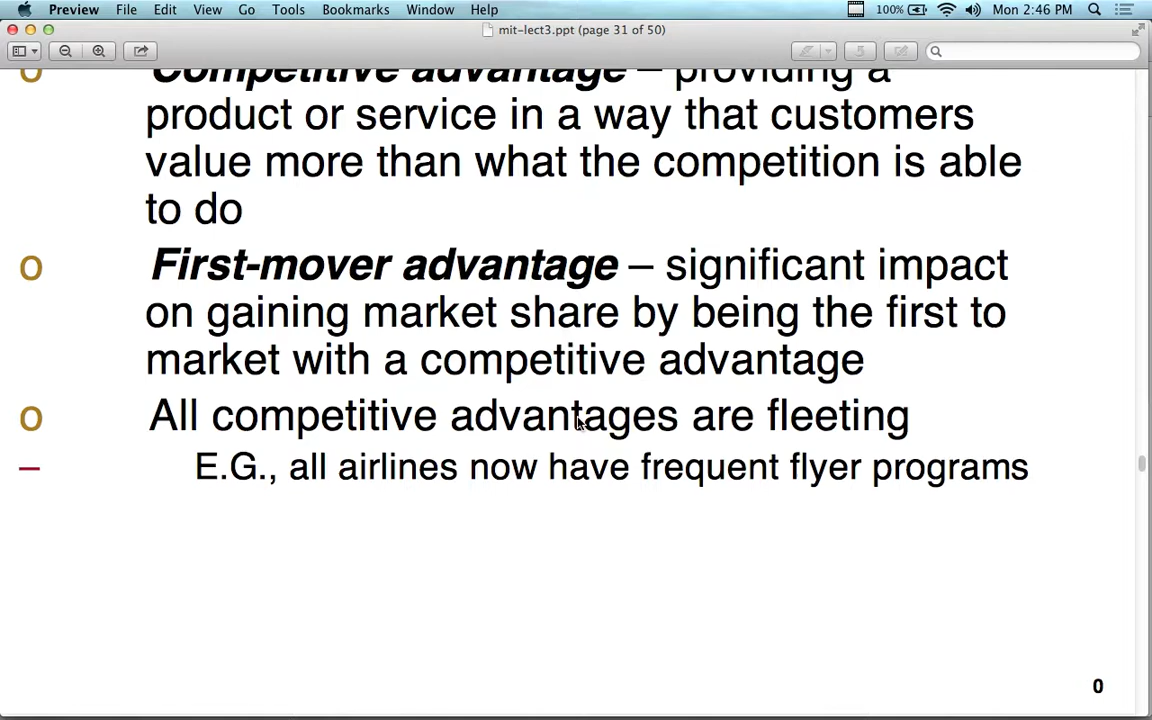 Preview File Edit View Go Tools Bookmarks Window Help 100% Mon 2:46 PM
mit-lect3.ppt (page 31 of 50)
o Competitive advantage – providing a
product or service in a way that customers
value more than what the competition is able
to do
o First-mover advantage – significant impact
on gaining market share by being the first to
market with a competitive advantage
o All competitive advantages are fleeting
– E.G., all airlines now have frequent flyer programs
0